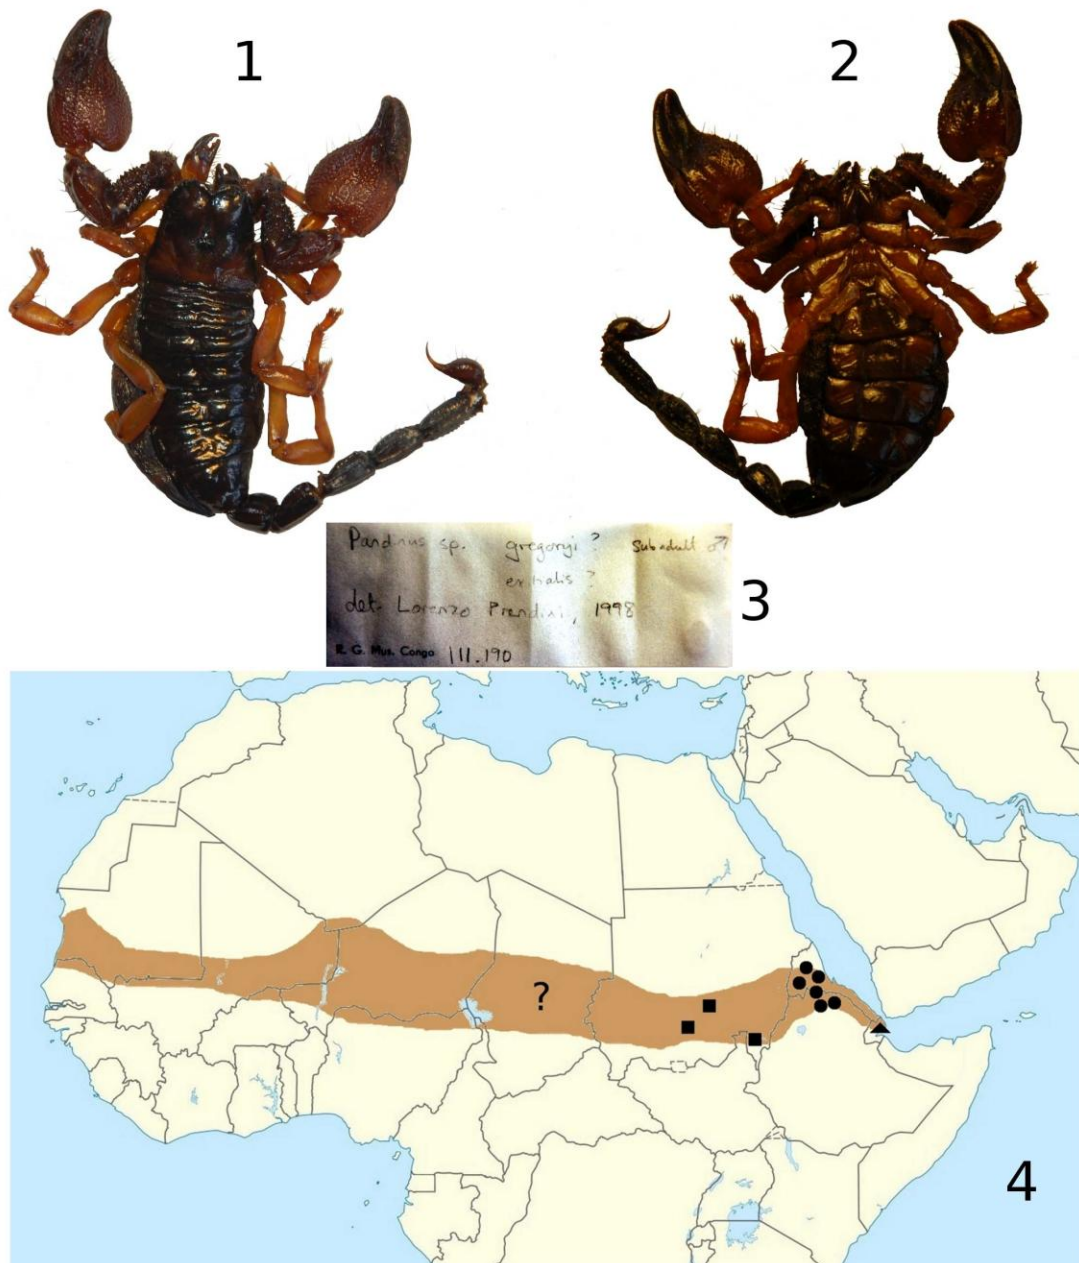 1
2
Pandinus sp. gregoryi ? Subadult ♂
exitialis ?
det. Lorenzo Prendini, 1998
R. G. Mus. Congo 111.190
3
?
4